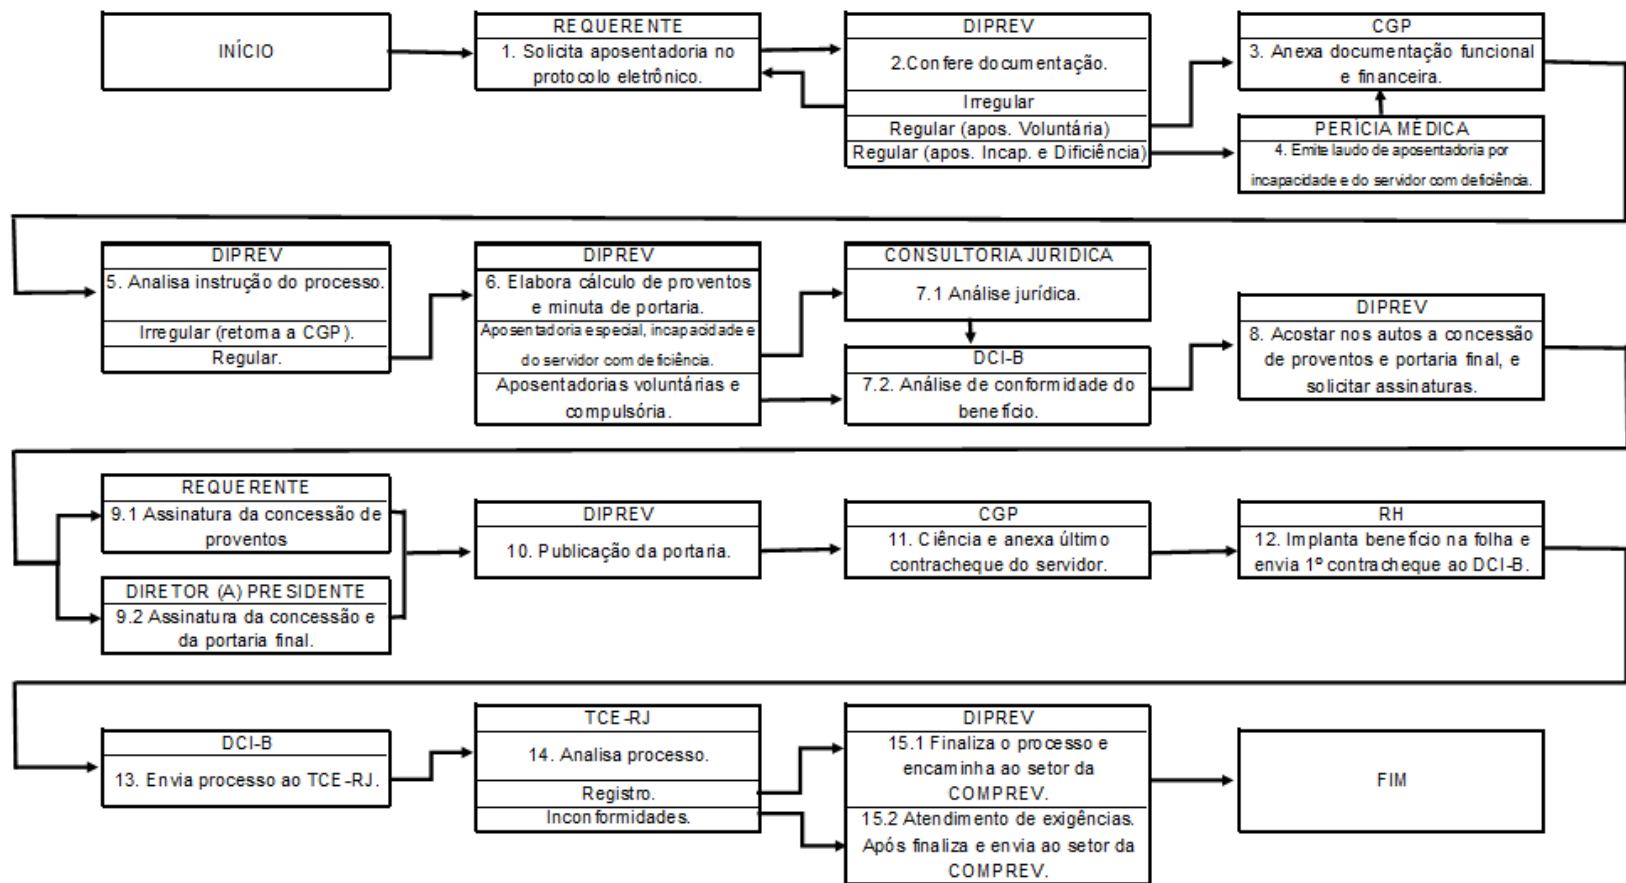 INÍCIO
REQUERENTE
1. Solicita aposentadoria no
protocolo eletrônico.
DIPREV
2.Confere documentação.
Irregular
Regular (apos. Voluntária)
Regular (apos. Incap. e Dificiência)
CGP
3. Anexa documentação funcional
e financeira.
PERÍCIA MÉDICA
4. Emite laudo de aposentadoria por
incapacidade e do servidor com deficiência.
DIPREV
5. Analisa instrução do processo.
Irregular (retorna a CGP).
Regular.
DIPREV
6. Elabora cálculo de proventos
e minuta de portaria.
Aposentadoria especial, incapacidade e
do servidor com deficiência.
Aposentadorias voluntárias e
compulsória.
CONSULTORIA JURIDICA
7.1 Análise jurídica.
DCI-B
7.2. Análise de conformidade do
benefício.
DIPREV
8. Acostar nos autos a concessão
de proventos e portaria final, e
solicitar assinaturas.
REQUERENTE
9.1 Assinatura da concessão de
proventos
DIRETOR (A) PRESIDENTE
9.2 Assinatura da concessão e
da portaria final.
DIPREV
10. Publicação da portaria.
CGP
11. Ciência e anexa último
contracheque do servidor.
RH
12. Implanta benefício na folha e
envia 1º contracheque ao DCI-B.
DCI-B
13. Envia processo ao TCE-RJ.
TCE-RJ
14. Analisa processo.
Registro.
Inconformidades.
DIPREV
15.1 Finaliza o processo e
encaminha ao setor da
COMPREV.
15.2 Atendimento de exigências.
Após finaliza e envia ao setor da
COMPREV.
FIM